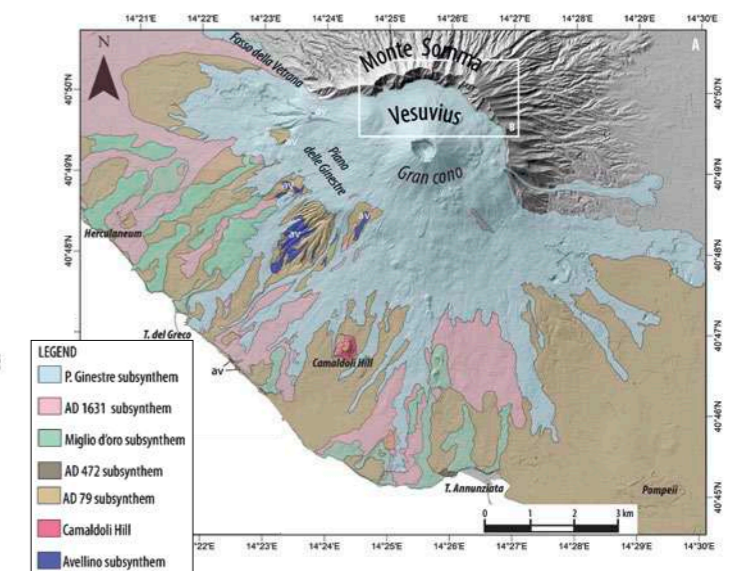 14°21'E 14°22'E 14°23'E 14°24'E 14°25'E 14°26'E 14°27'E 14°28'E 14°29'E 14°30'E
N
A
Fosso della Vetrana
Monte Somma
40°50'N
40°50'N
Vesuvius
B
Piano
delle Ginestre
Gran cono
40°49'N
40°49'N
av
av
av
Herculaneum
40°48'N
40°48'N
T. del Greco
40°47'N
Camaldoli Hill
av
40°46'N
T. Annunziata
Pompeii
40°45'N
0 1 2 3 km
LEGEND
P. Ginestre subsynthem
AD 1631 subsynthem
Miglio d'oro subsynthem
AD 472 subsynthem
AD 79 subsynthem
Camaldoli Hill
Avellino subsynthem
22'E 14°23'E 14°24'E 14°25'E 14°26'E 14°27'E 14°28'E 14°29'E 14°30'E